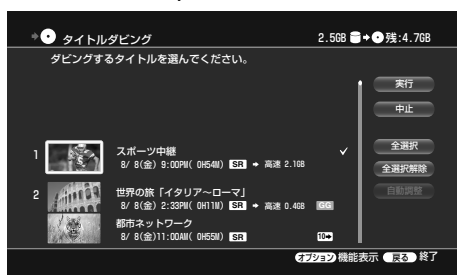 タイトルダビング 2.5GB 残:4.7GB
ダビングするタイトルを選んでください。
実行
中止
全選択
全選択解除
自動調整
1 スポーツ中継
8/ 8(金) 9:00PM( 0H54M) SR 高速 2.1GB
2 世界の旅「イタリア～ローマ」
8/ 8(金) 2:33PM( 0H11M) SR 高速 0.4GB GG
都市ネットワーク
8/ 8(金)11:00AM( 0H55M) SR 10
オプション 機能表示 戻る 終了